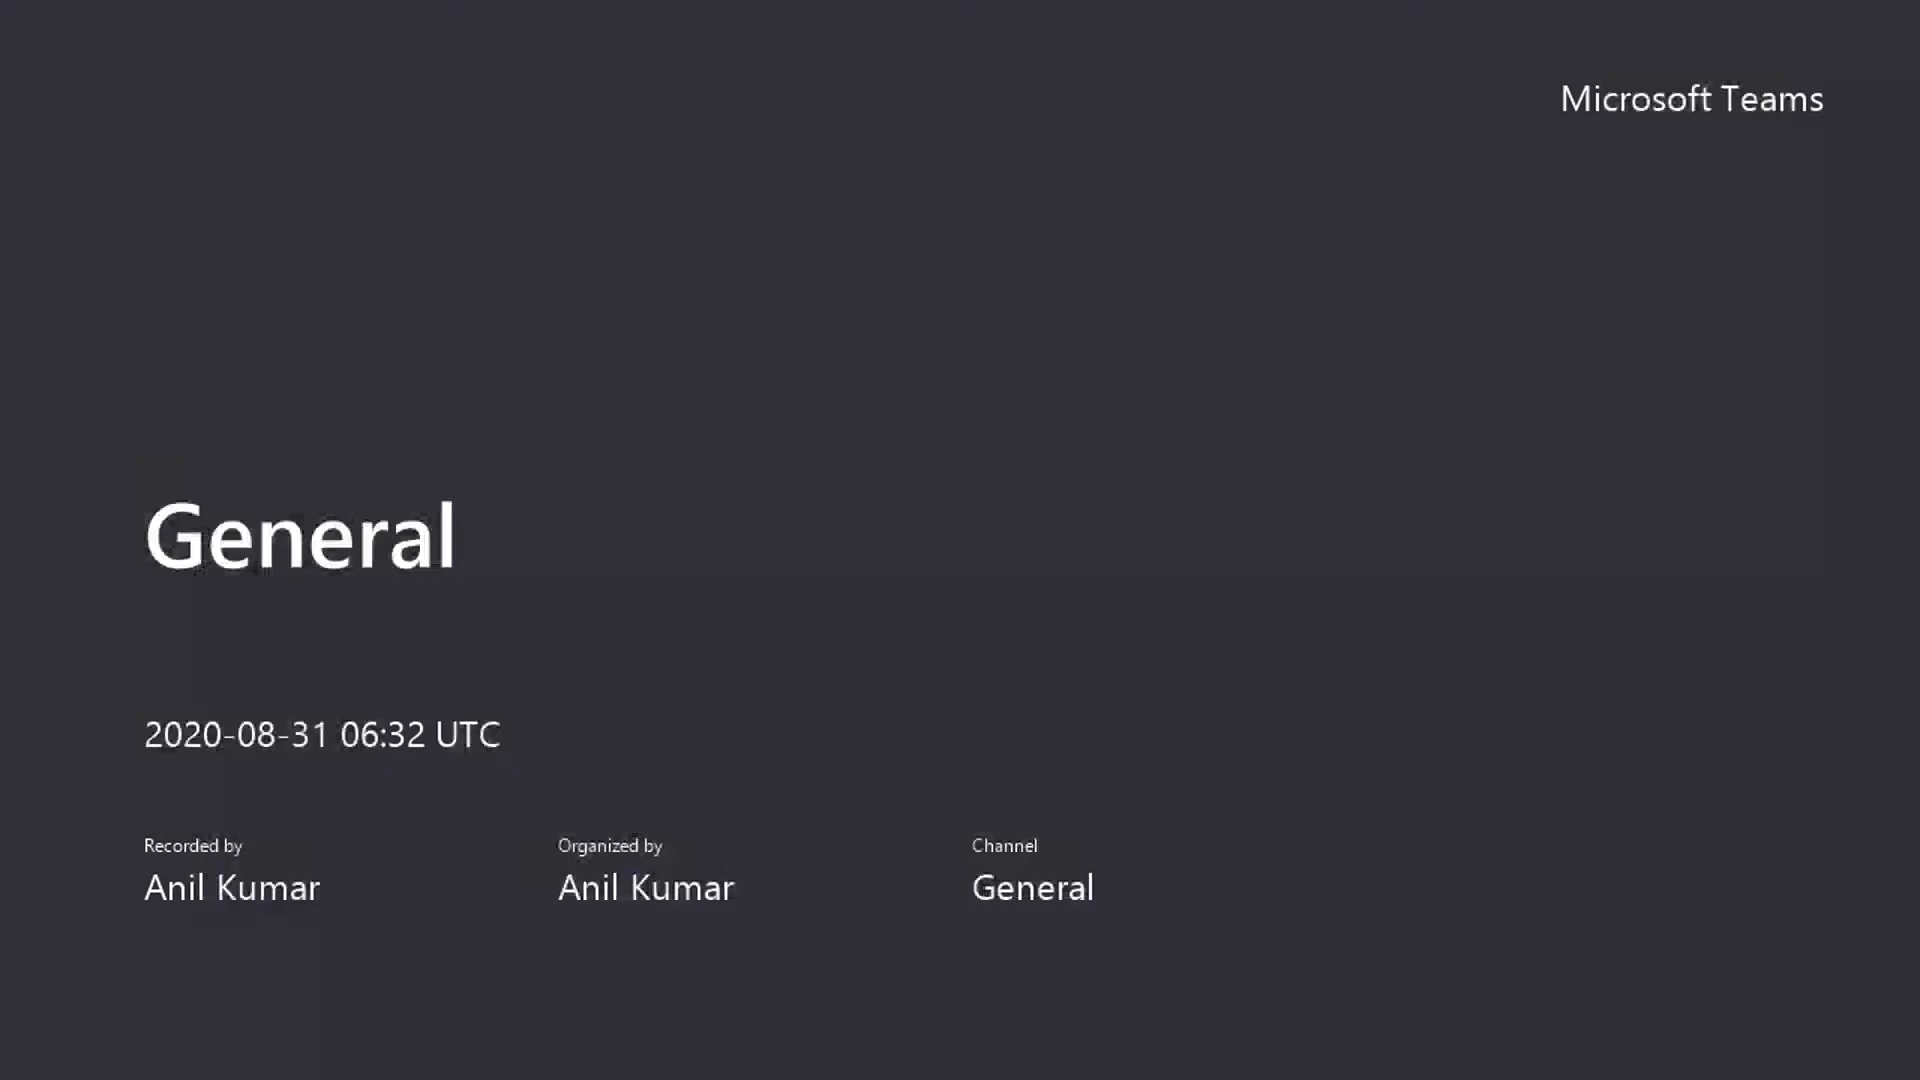 Microsoft Teams
General
2020-08-31 06:32 UTC
Recorded by
Anil Kumar
Organized by
Anil Kumar
Channel
General